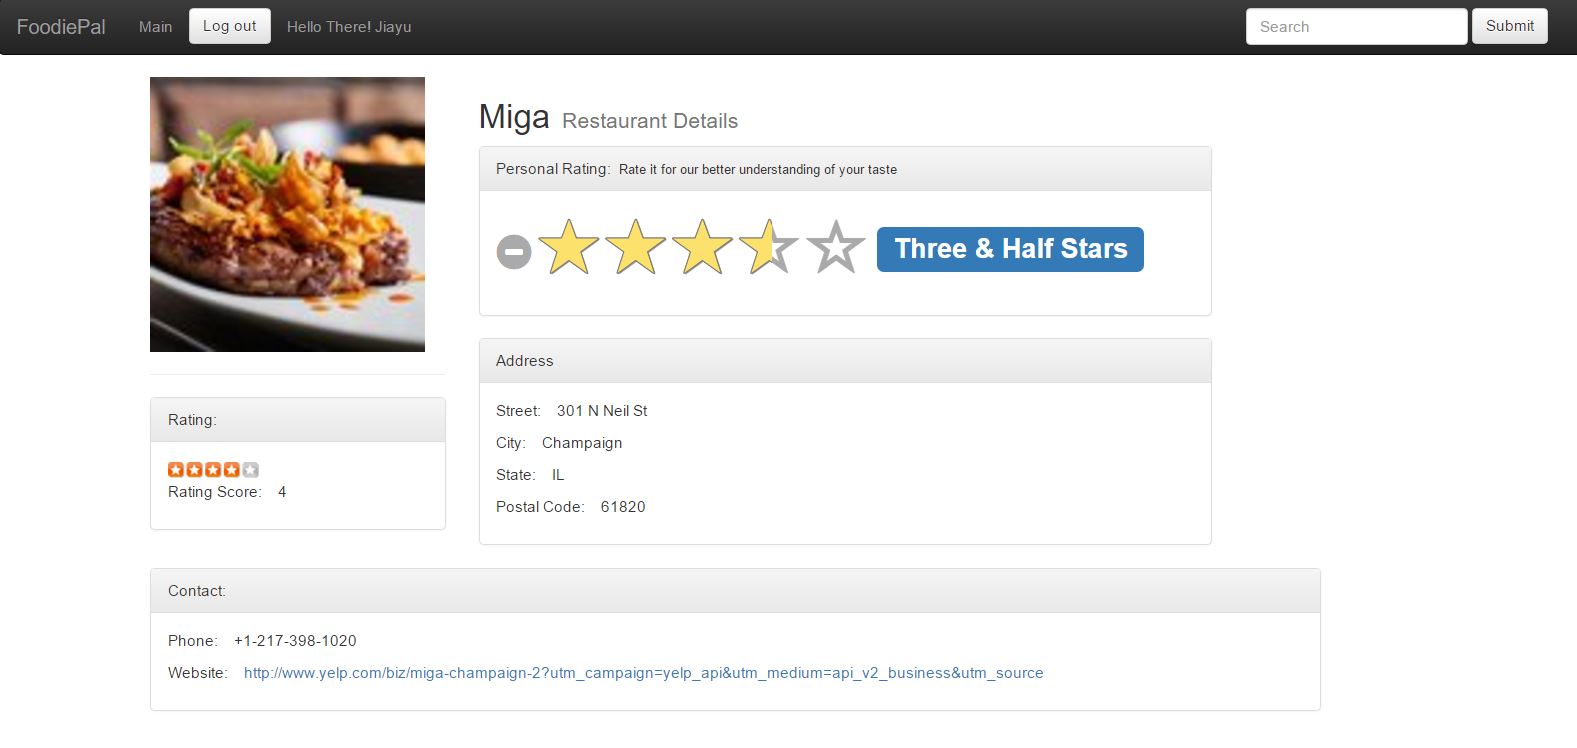 FoodiePal Main Log out Hello There! Jiayu Search Submit
Miga Restaurant Details
Personal Rating: Rate it for our better understanding of your taste
Three & Half Stars
Address
Street: 301 N Neil St
City: Champaign
State: IL
Postal Code: 61820
Rating:
Rating Score: 4
Contact:
Phone: +1-217-398-1020
Website: http://www.yelp.com/biz/miga-champaign-2?utm_campaign=yelp_api&utm_medium=api_v2_business&utm_source